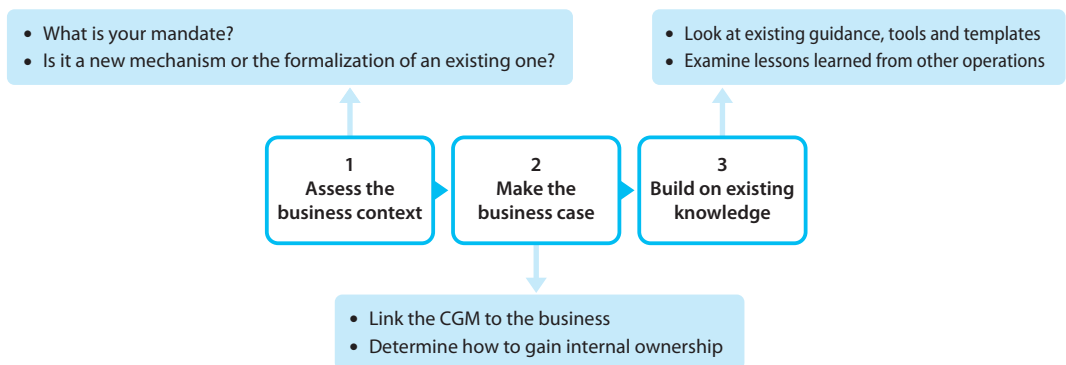 • What is your mandate?
• Is it a new mechanism or the formalization of an existing one?
• Look at existing guidance, tools and templates
• Examine lessons learned from other operations
1
Assess the
business context
2
Make the
business case
3
Build on existing
knowledge
• Link the CGM to the business
• Determine how to gain internal ownership